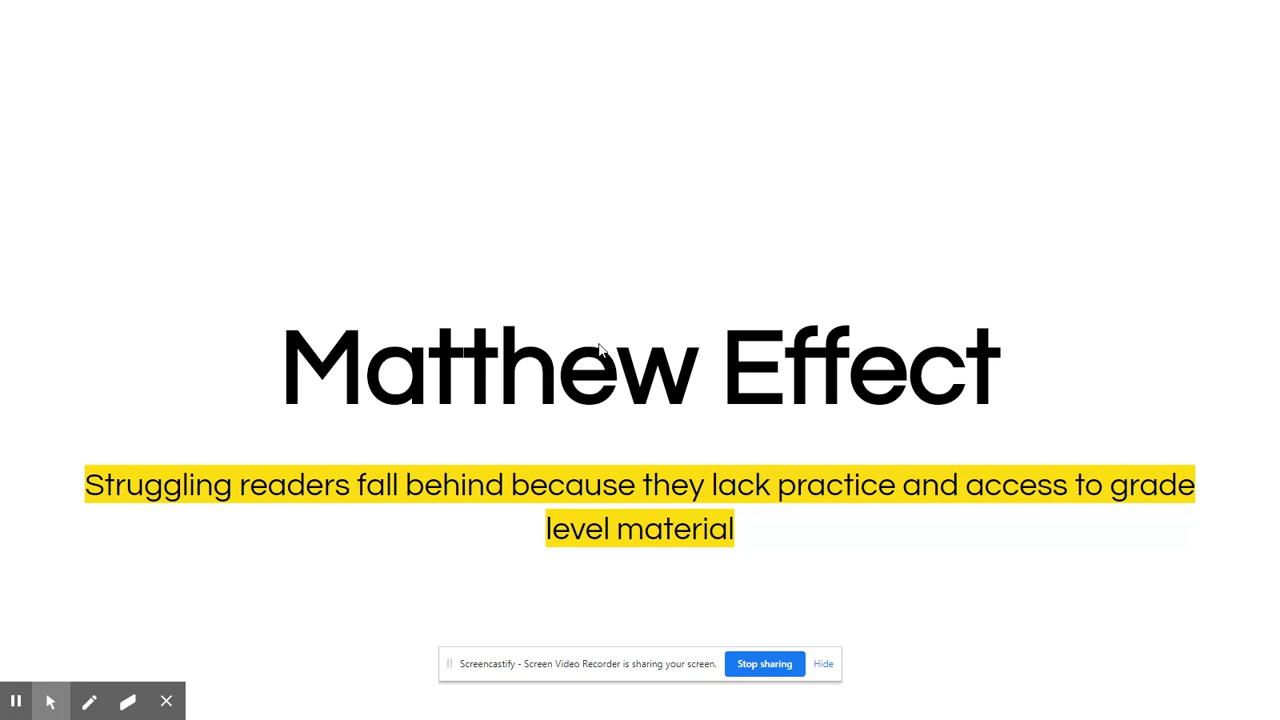 Matthew Effect
Struggling readers fall behind because they lack practice and access to grade
level material
Screencastify - Screen Video Recorder is sharing your screen. Stop sharing Hide